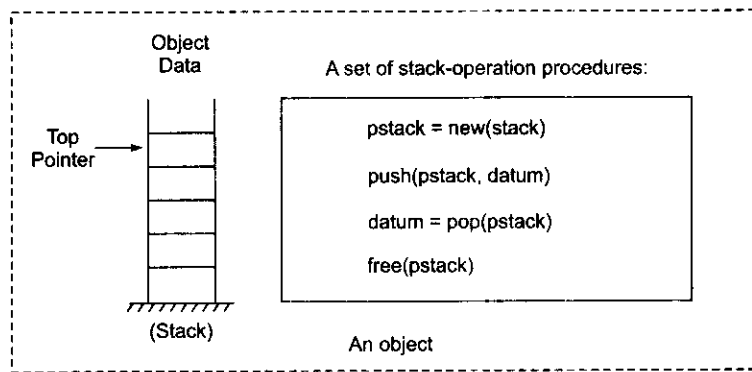 Object
Data
Top
Pointer
(Stack)
A set of stack-operation procedures:
pstack = new(stack)
push(pstack, datum)
datum = pop(pstack)
free(pstack)
An object